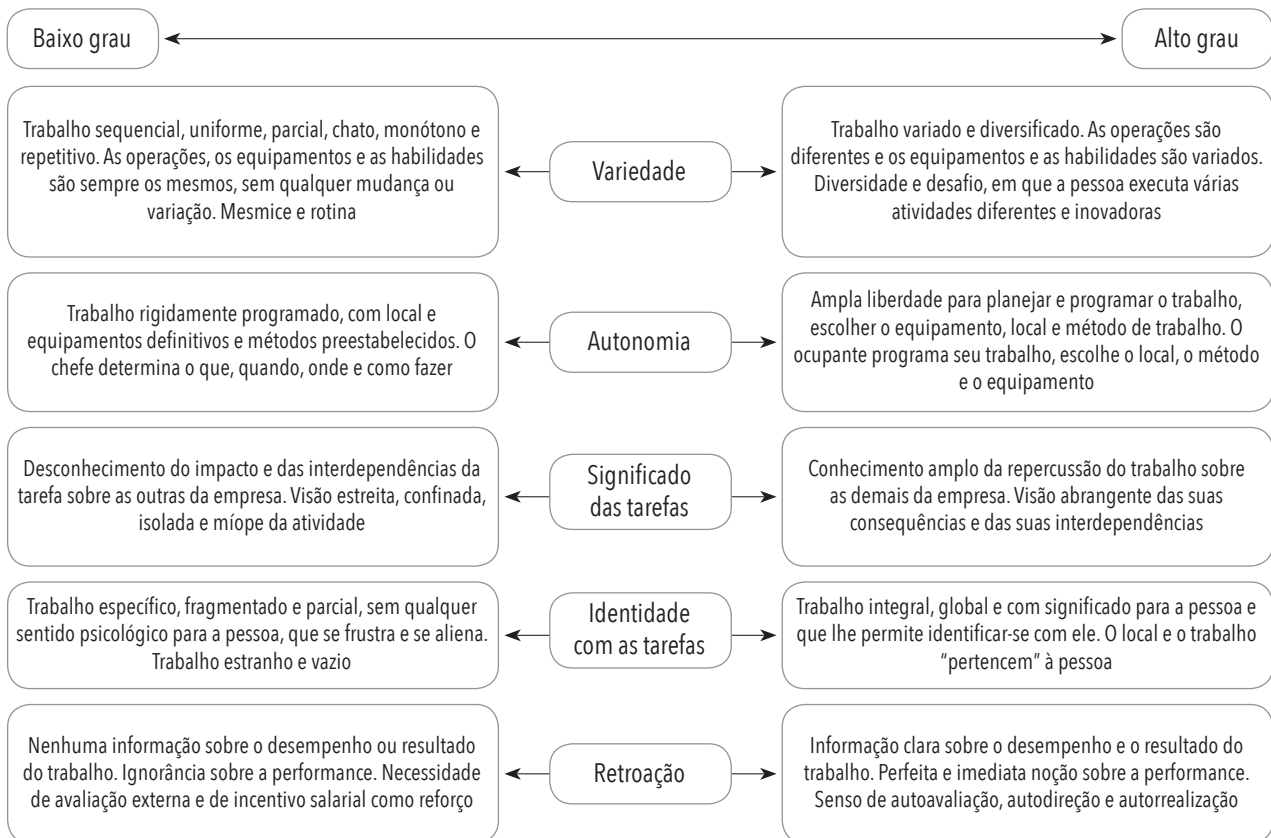 Baixo grau
Alto grau
Trabalho sequencial, uniforme, parcial, chato, monótono e
repetitivo. As operações, os equipamentos e as habilidades
são sempre os mesmos, sem qualquer mudança ou
variação. Mesmice e rotina
Variedade
Trabalho variado e diversificado. As operações são
diferentes e os equipamentos e as habilidades são variados.
Diversidade e desafio, em que a pessoa executa várias
atividades diferentes e inovadoras
Trabalho rigidamente programado, com local e
equipamentos definitivos e métodos preestabelecidos. O
chefe determina o que, quando, onde e como fazer
Autonomia
Ampla liberdade para planejar e programar o trabalho,
escolher o equipamento, local e método de trabalho. O
ocupante programa seu trabalho, escolhe o local, o método
e o equipamento
Desconhecimento do impacto e das interdependências da
tarefa sobre as outras da empresa. Visão estreita, confinada,
isolada e míope da atividade
Significado
das tarefas
Conhecimento amplo da repercussão do trabalho sobre
as demais da empresa. Visão abrangente das suas
consequências e das suas interdependências
Trabalho específico, fragmentado e parcial, sem qualquer
sentido psicológico para a pessoa, que se frustra e se aliena.
Trabalho estranho e vazio
Identidade
com as tarefas
Trabalho integral, global e com significado para a pessoa e
que lhe permite identificar-se com ele. O local e o trabalho
“pertencem” à pessoa
Nenhuma informação sobre o desempenho ou resultado
do trabalho. Ignorância sobre a performance. Necessidade
de avaliação externa e de incentivo salarial como reforço
Retroação
Informação clara sobre o desempenho e o resultado do
trabalho. Perfeita e imediata noção sobre a performance.
Senso de autoavaliação, autodireção e autorrealização